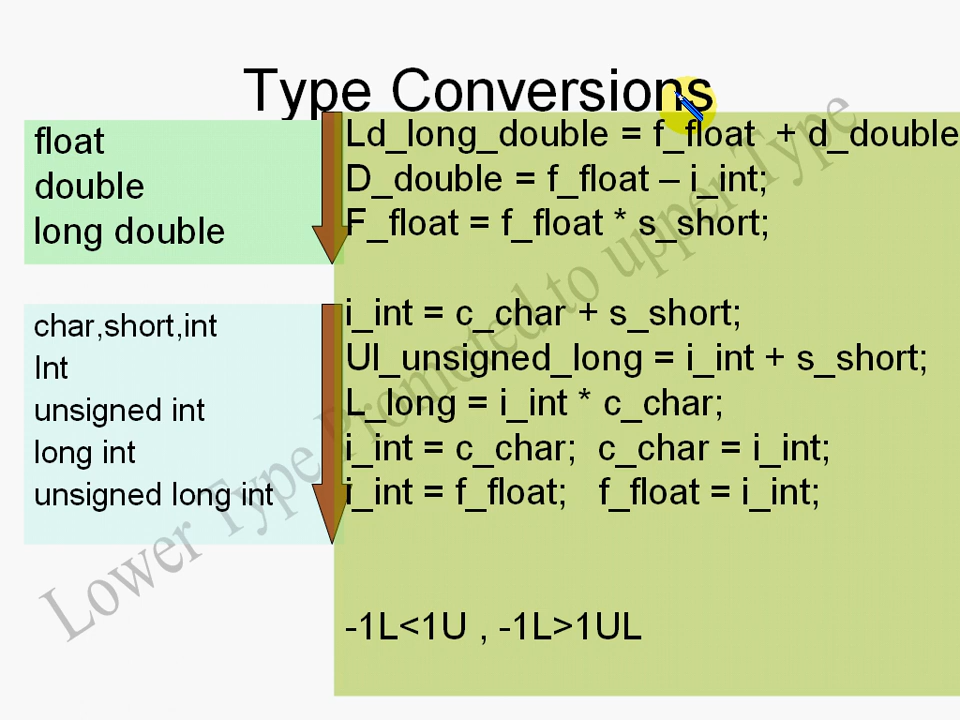 Type Conversions
float
double
long double
Ld_long_double = f_float + d_double
D_double = f_float – i_int;
F_float = f_float * s_short;
char,short,int
Int
unsigned int
long int
unsigned long int
i_int = c_char + s_short;
Ul_unsigned_long = i_int + s_short;
L_long = i_int * c_char;
i_int = c_char; c_char = i_int;
i_int = f_float; f_float = i_int;
-1L<1U , -1L>1UL
Lower Type Promoted to upper Type